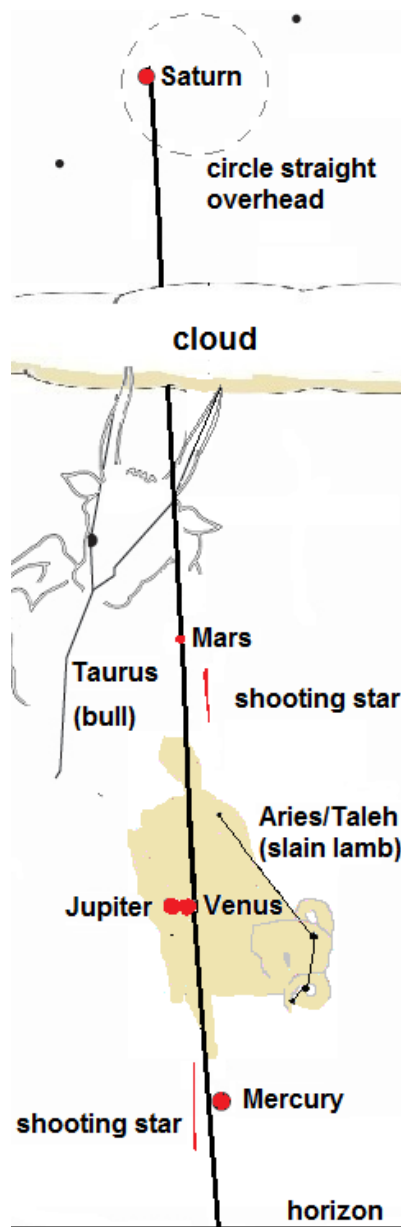 Saturn
circle straight
overhead
cloud
Mars
Taurus
(bull)
shooting star
Aries/Taleh
(slain lamb)
Jupiter
Venus
Mercury
shooting star
horizon